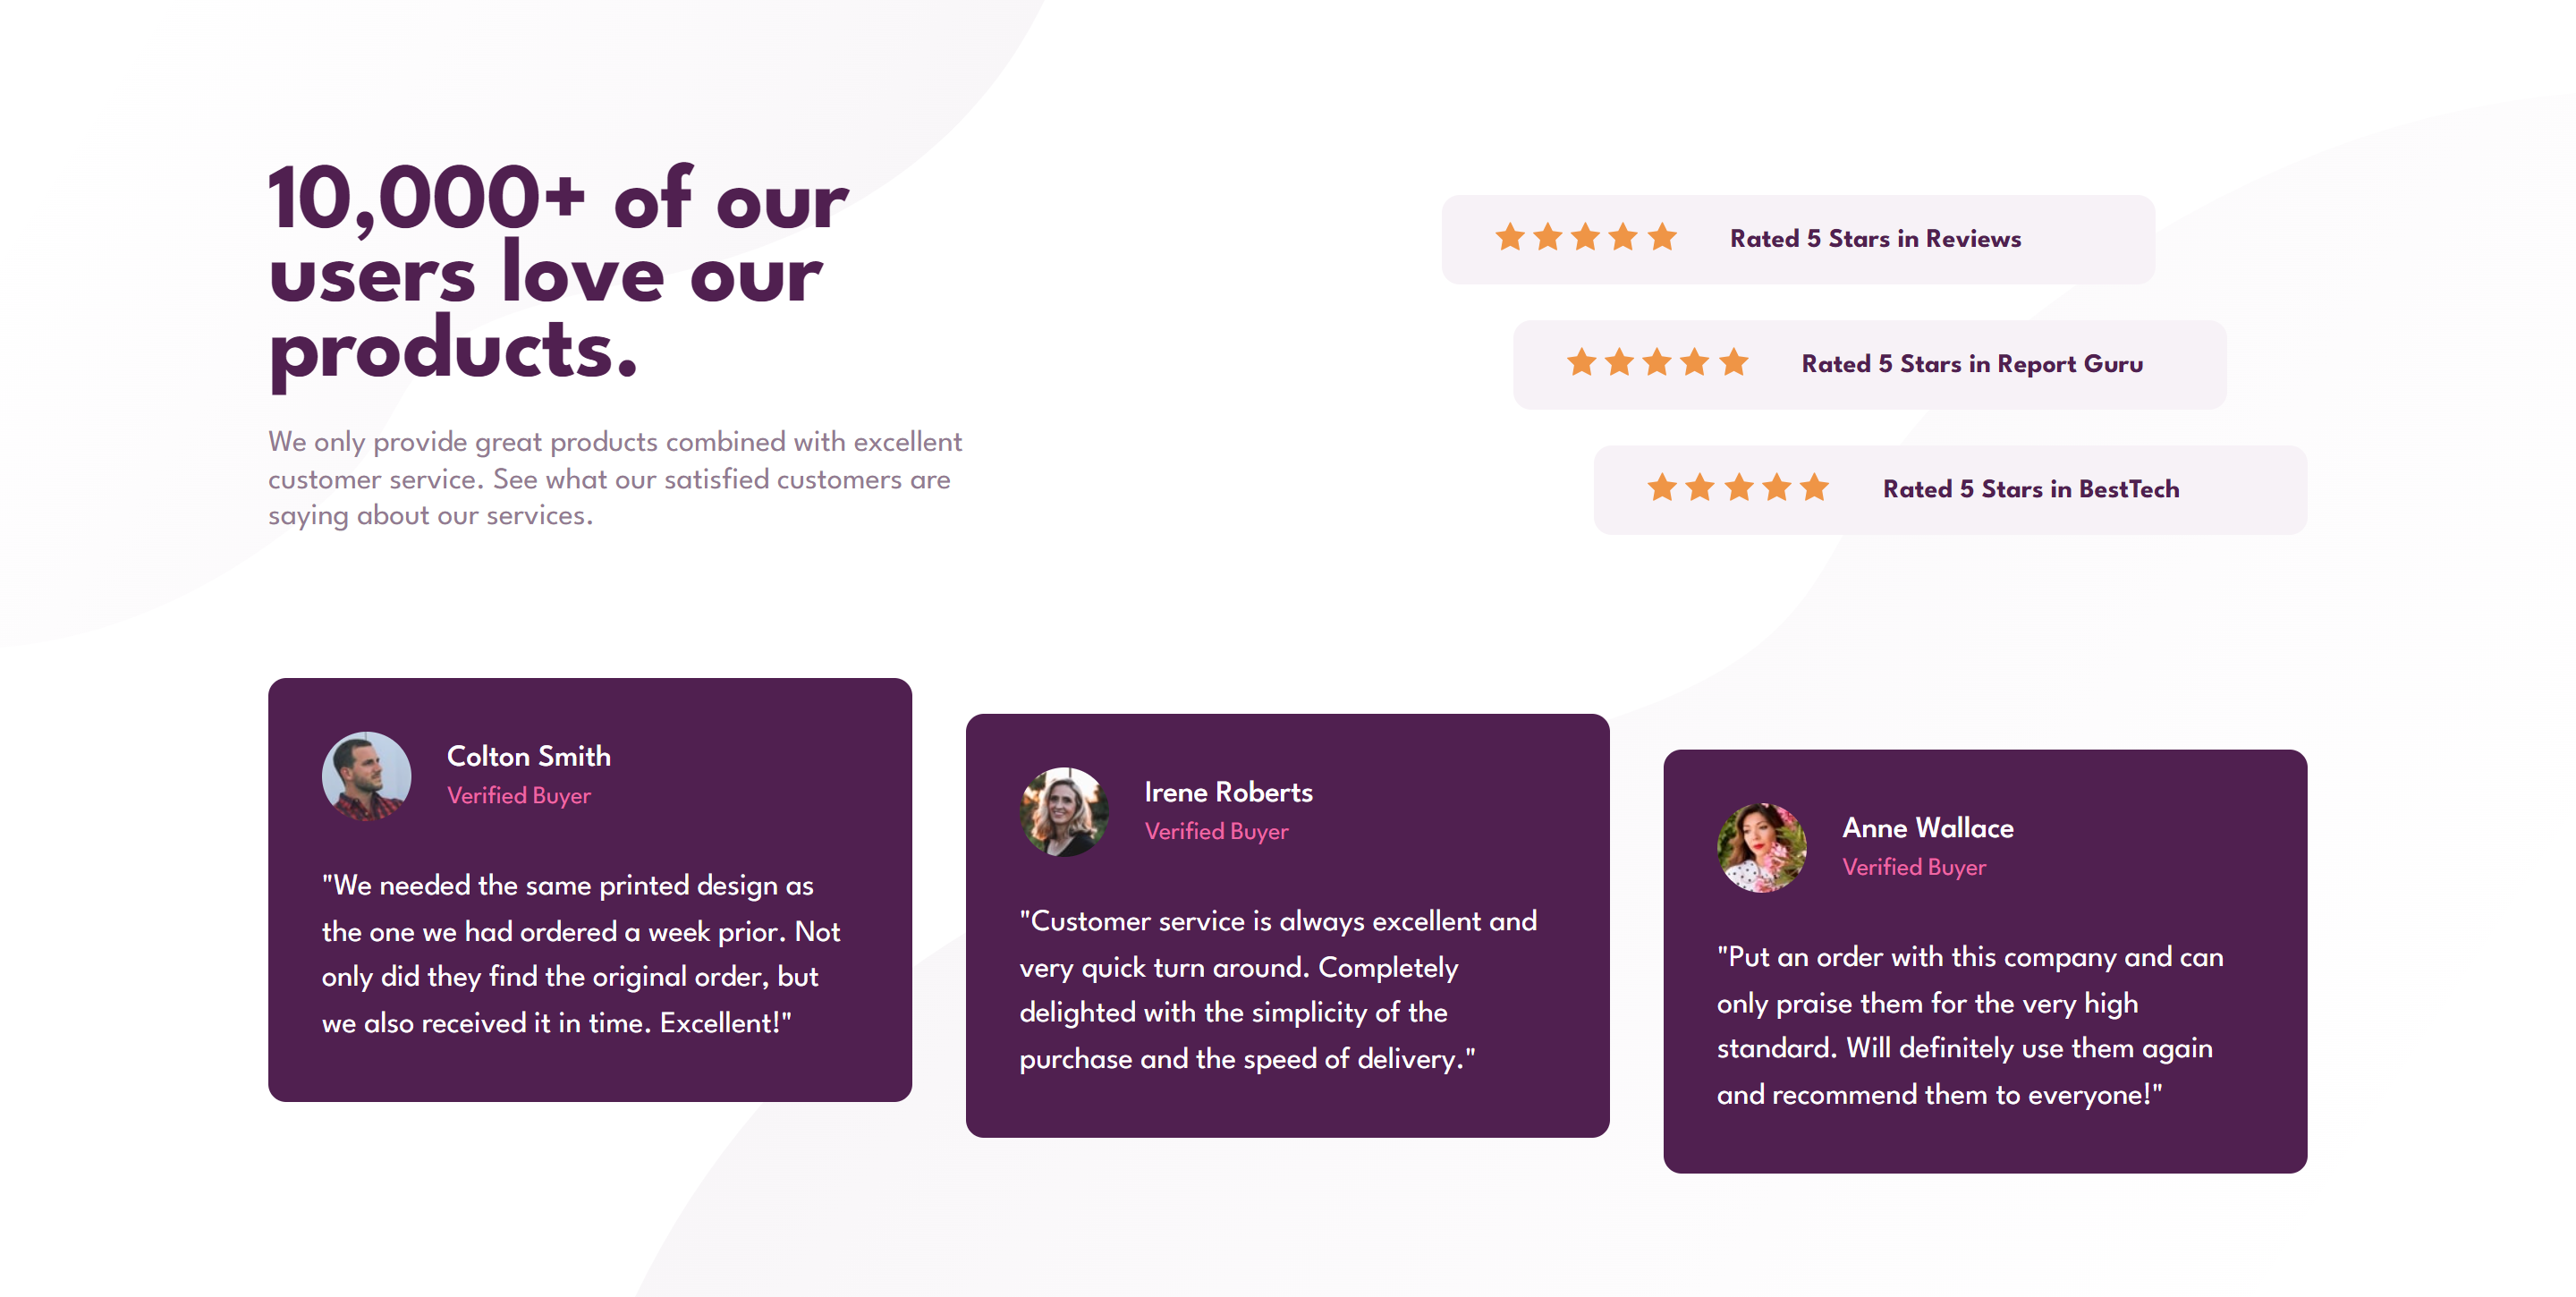 10,000+ of our
users love our
products.
We only provide great products combined with excellent
customer service. See what our satisfied customers are
saying about our services.
Rated 5 Stars in Reviews
Rated 5 Stars in Report Guru
Rated 5 Stars in BestTech
Colton Smith
Verified Buyer
"We needed the same printed design as
the one we had ordered a week prior. Not
only did they find the original order, but
we also received it in time. Excellent!"
Irene Roberts
Verified Buyer
"Customer service is always excellent and
very quick turn around. Completely
delighted with the simplicity of the
purchase and the speed of delivery."
Anne Wallace
Verified Buyer
"Put an order with this company and can
only praise them for the very high
standard. Will definitely use them again
and recommend them to everyone!"